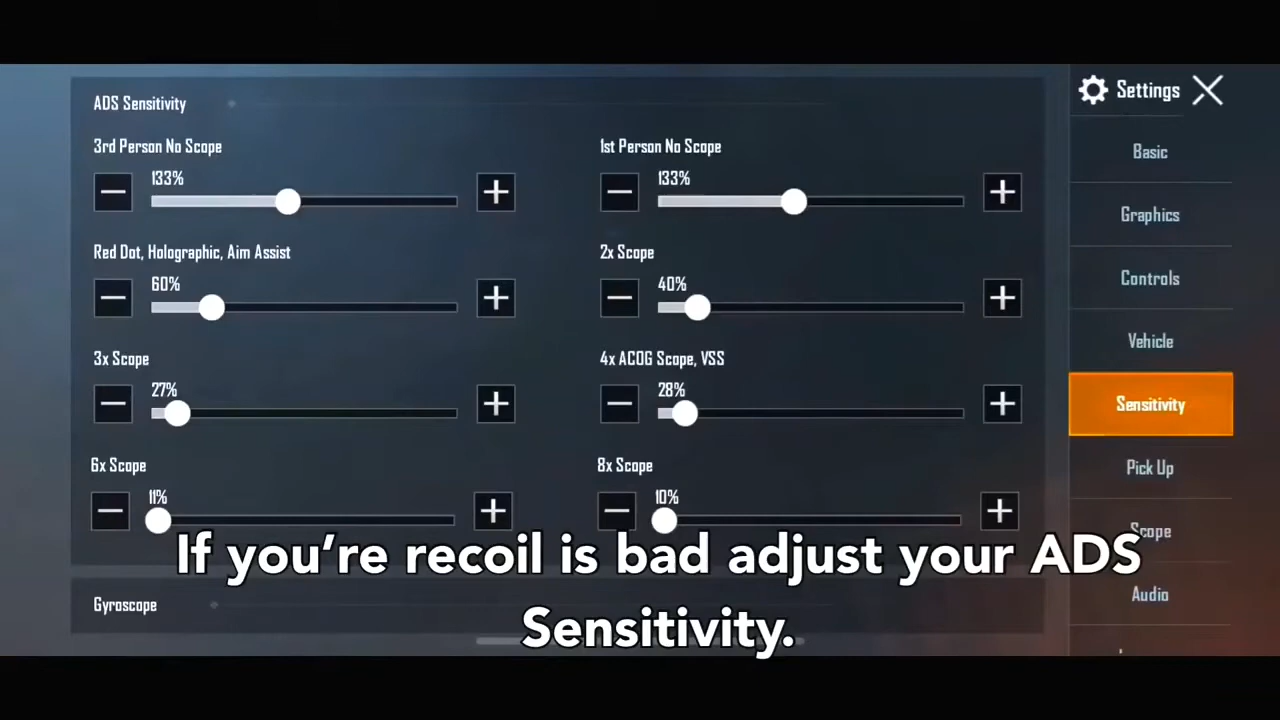 ADS Sensitivity
Settings
3rd Person No Scope
1st Person No Scope
133%
133%
Basic
Graphics
Red Dot, Holographic, Aim Assist
2x Scope
60%
40%
Controls
Vehicle
3x Scope
4x ACOG Scope, VSS
27%
28%
Sensitivity
6x Scope
8x Scope
Pick Up
11%
10%
Scope
If you're recoil is bad adjust your ADS
Sensitivity.
Gyroscope
Audio